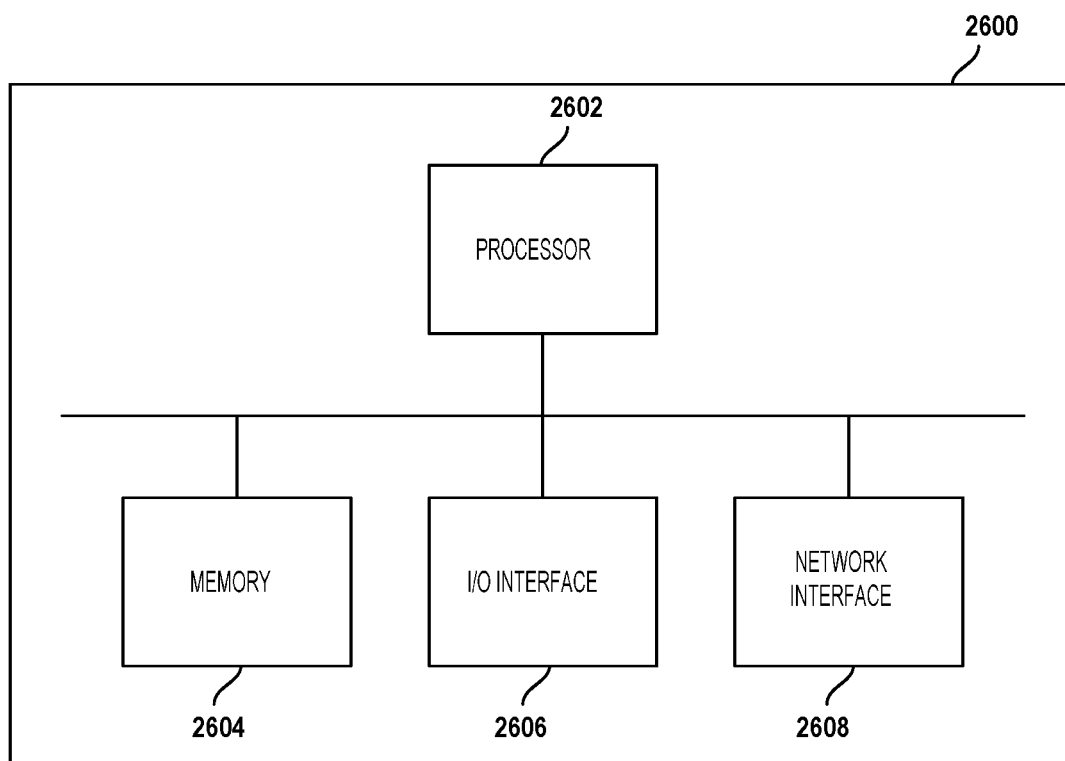 2600
2602
PROCESSOR
MEMORY
I/O INTERFACE
NETWORK
INTERFACE
2604
2606
2608